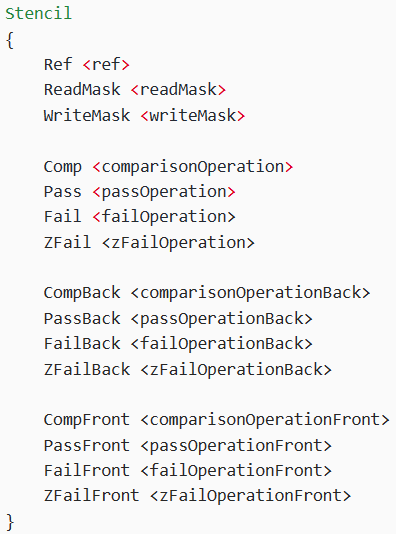 Stencil
{
Ref <ref>
ReadMask <readMask>
WriteMask <writeMask>
Comp <comparisonOperation>
Pass <passOperation>
Fail <failOperation>
ZFail <zFailOperation>
CompBack <comparisonOperationBack>
PassBack <passOperationBack>
FailBack <failOperationBack>
ZFailBack <zFailOperationBack>
CompFront <comparisonOperationFront>
PassFront <passOperationFront>
FailFront <failOperationFront>
ZFailFront <zFailOperationFront>
}